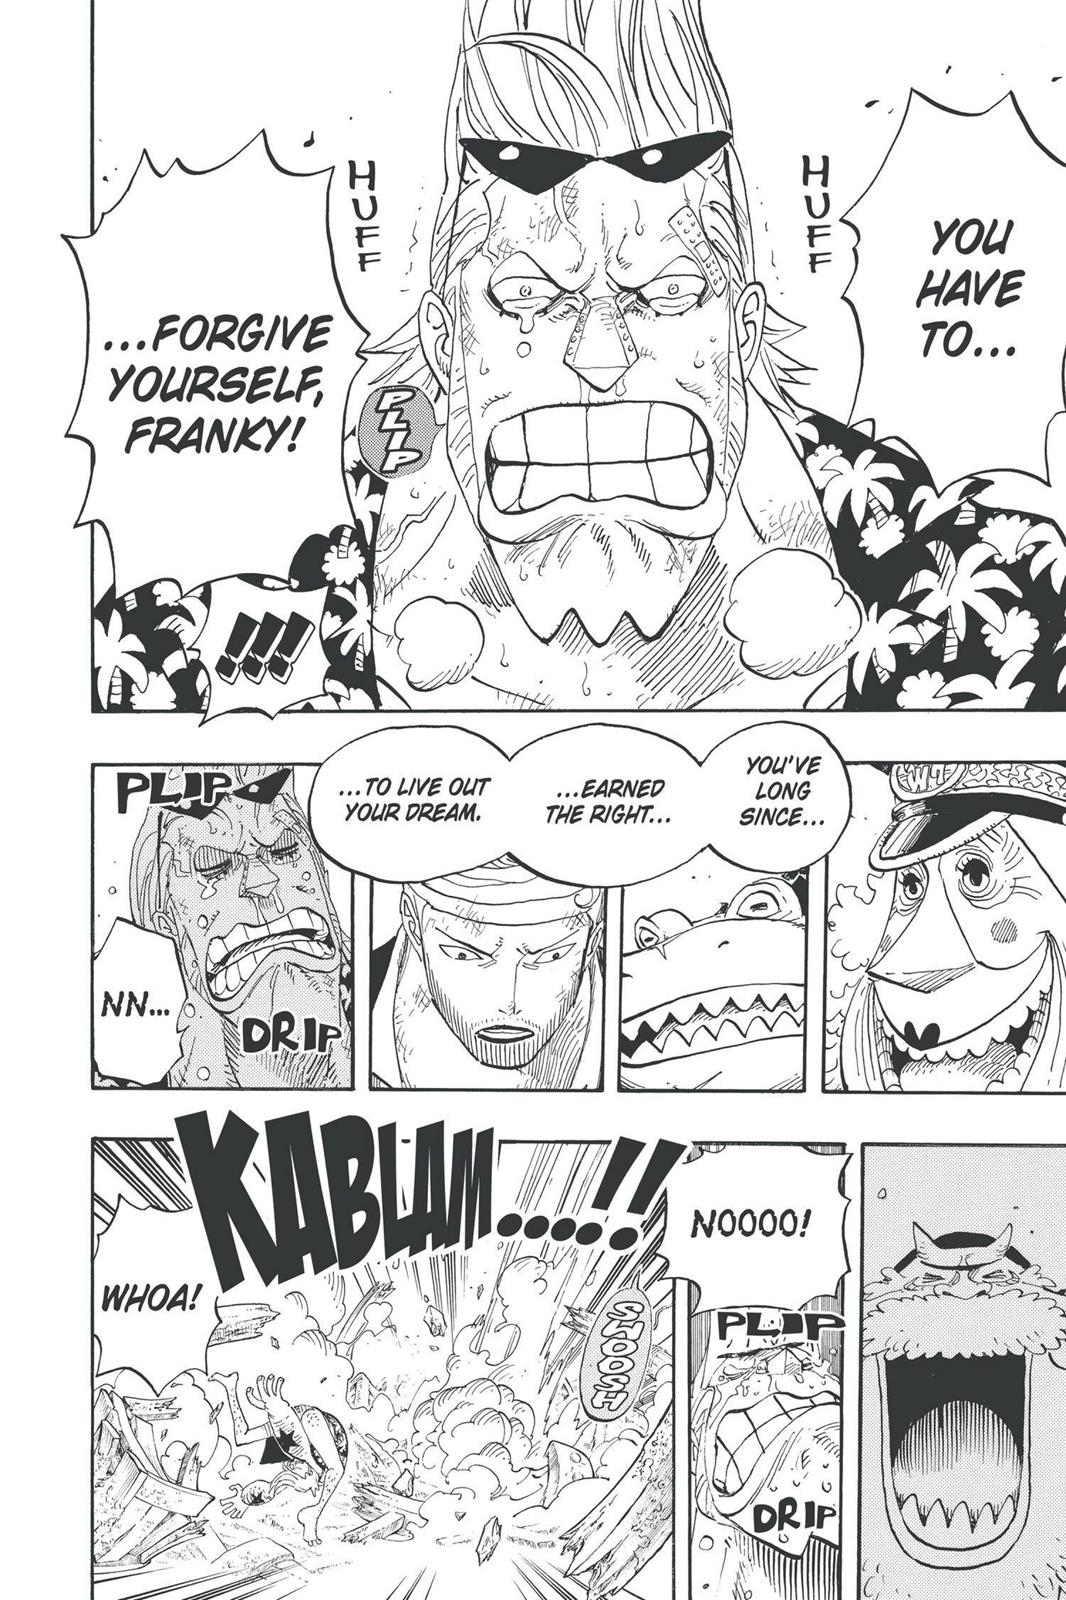 YOU
HAVE
TO...
HUFF
HUFF
...FORGIVE
YOURSELF,
FRANKY!
PLIP
!!!!
YOU'VE
LONG
SINCE...
...EARNED
THE RIGHT...
...TO LIVE OUT
YOUR DREAM.
PLIP
NN...
DRIP
NOOOO!
PLIP
DRIP
KABLAM.....!!
SWOOSH
WHOA!